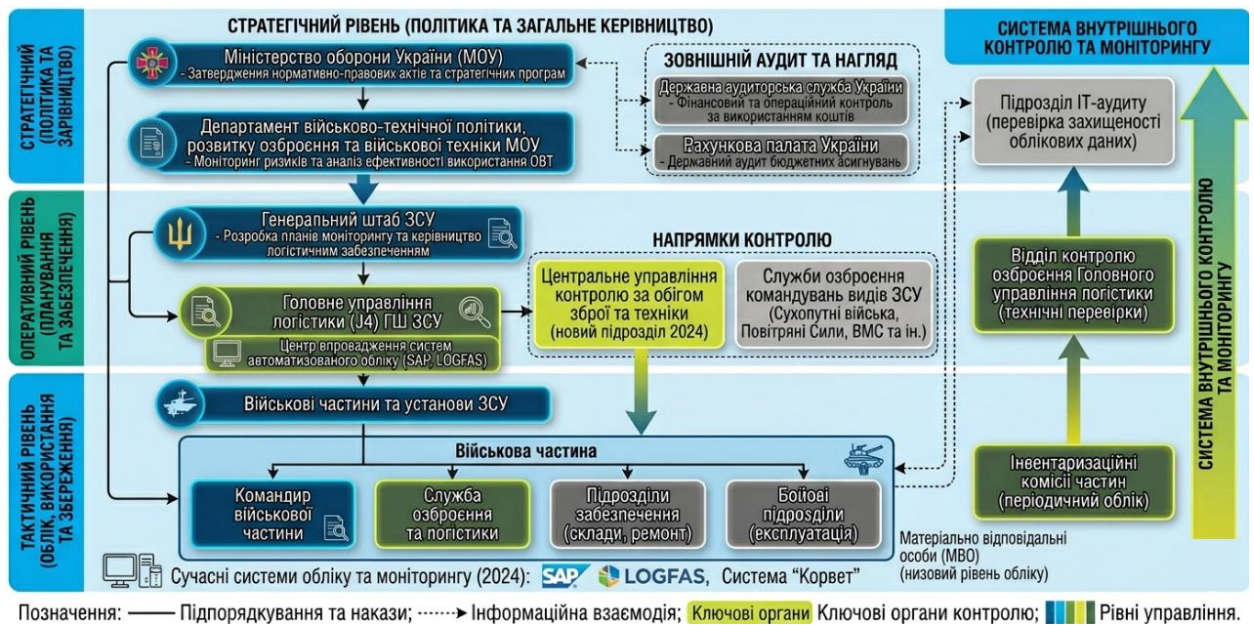 СТРАТЕГІЧНИЙ
(ПОЛІТИКА ТА
ЗАРІВНИЦТВО)
СТРАТЕГІЧНИЙ РІВЕНЬ (ПОЛІТИКА ТА ЗАГАЛЬНЕ КЕРІВНИЦТВО)
Міністерство оборони України (МОУ)
- Затвердження нормативно-правових актів та стратегічних програм
Департамент військово-технічної політики,
розвитку озброєння та військової техніки МОУ
- Моніторинг ризиків та аналіз ефективності використання ОВТ
ЗОВНІШНІЙ АУДИТ ТА НАГЛЯД
Державна аудиторська служба України
- Фінансовий та операційний контроль
за використанням коштів
Рахункова палата України
- Державний аудит бюджетних асигнувань
СИСТЕМА ВНУТРІШНЬОГО
КОНТРОЛЮ ТА МОНІТОРИНГУ
Підрозділ ІТ-аудиту
(перевірка захищеності
облікових даних)
ОПЕРАТИВНИЙ РІВЕНЬ
(ПЛАНУВАННЯ
ТА ЗАБЕЗПЕЧЕННЯ)
Генеральний штаб ЗСУ
- Розробка планів моніторингу та керівництво
логістичним забезпеченням
Головне управління
логістики (J4) ГШ ЗСУ
Центр впровадження систем
автоматизованого обліку (SAP, LOGFAS)
НАПРЯМКИ КОНТРОЛЮ
Центральне управління
контролю за обігом
зброї та техніки
(новий підрозділ 2024)
Служби озброєння
командувань видів ЗСУ
(Сухопутні війська,
Повітряні Сили, ВМС та ін.)
Відділ контролю
озброєння Головного
управління логістики
(технічні перевірки)
СИСТЕМА ВНУТРІШНЬОГО КОНТРОЛЮ
ТА МОНІТОРИНГУ
ТАКТИЧНИЙ РІВЕНЬ
(ОБЛІК, ВИКОРИСТАННЯ
ТА ЗБЕРЕЖЕННЯ)
Військові частини та установи ЗСУ
Військова частина
Командир
військової
частини
Служба
озброєння
та логістики
Підрозділи
забезпечення
(склади, ремонт)
Бойові
підрозділи
(експлуатація)
Інвентаризаційні
комісії частин
(періодичний облік)
Матеріально відповідальні
особи (МВО)
(низовий рівень обліку)
Сучасні системи обліку та моніторингу (2024): SAP LOGFAS, Система “Корвет”
Позначення: Підпорядкування та накази; Інформаційна взаємодія; Ключові органи Ключові органи контролю; Рівні управління.